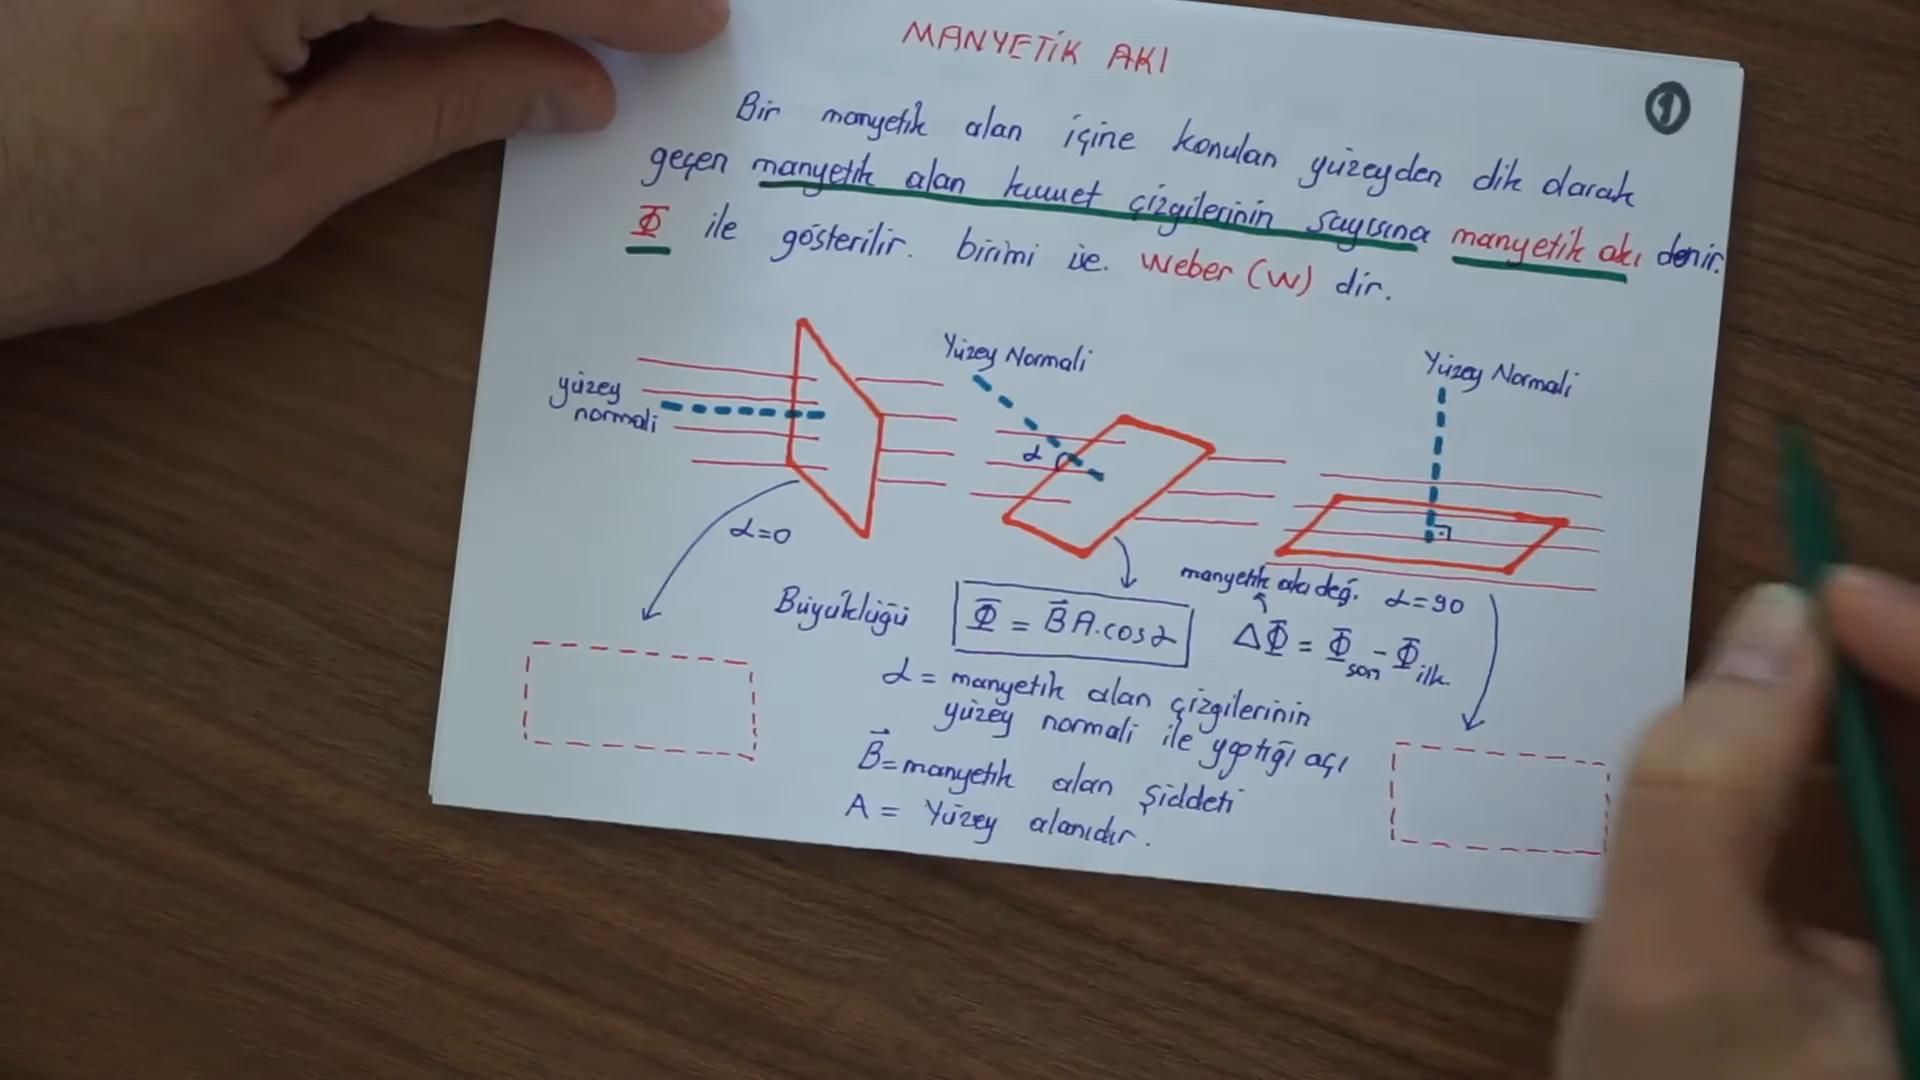 MANYETİK AKI
1
Bir manyetik alan içine konulan yüzeyden dik olarak
geçen manyetik alan kuvvet çizgilerinin sayısına manyetik akı denir.
Φ ile gösterilir. birimi ise. Weber (W) dir.
yüzey
normali
Yüzey Normali
Yüzey Normali
α
α=0
manyetik akı değ.
α=90
Büyüklüğü
Φ = B⃗A.cosα
ΔΦ = Φson - Φilk.
α = manyetik alan çizgilerinin
yüzey normali ile yaptığı açı
B⃗=manyetik alan şiddeti
A = Yüzey alanıdır.